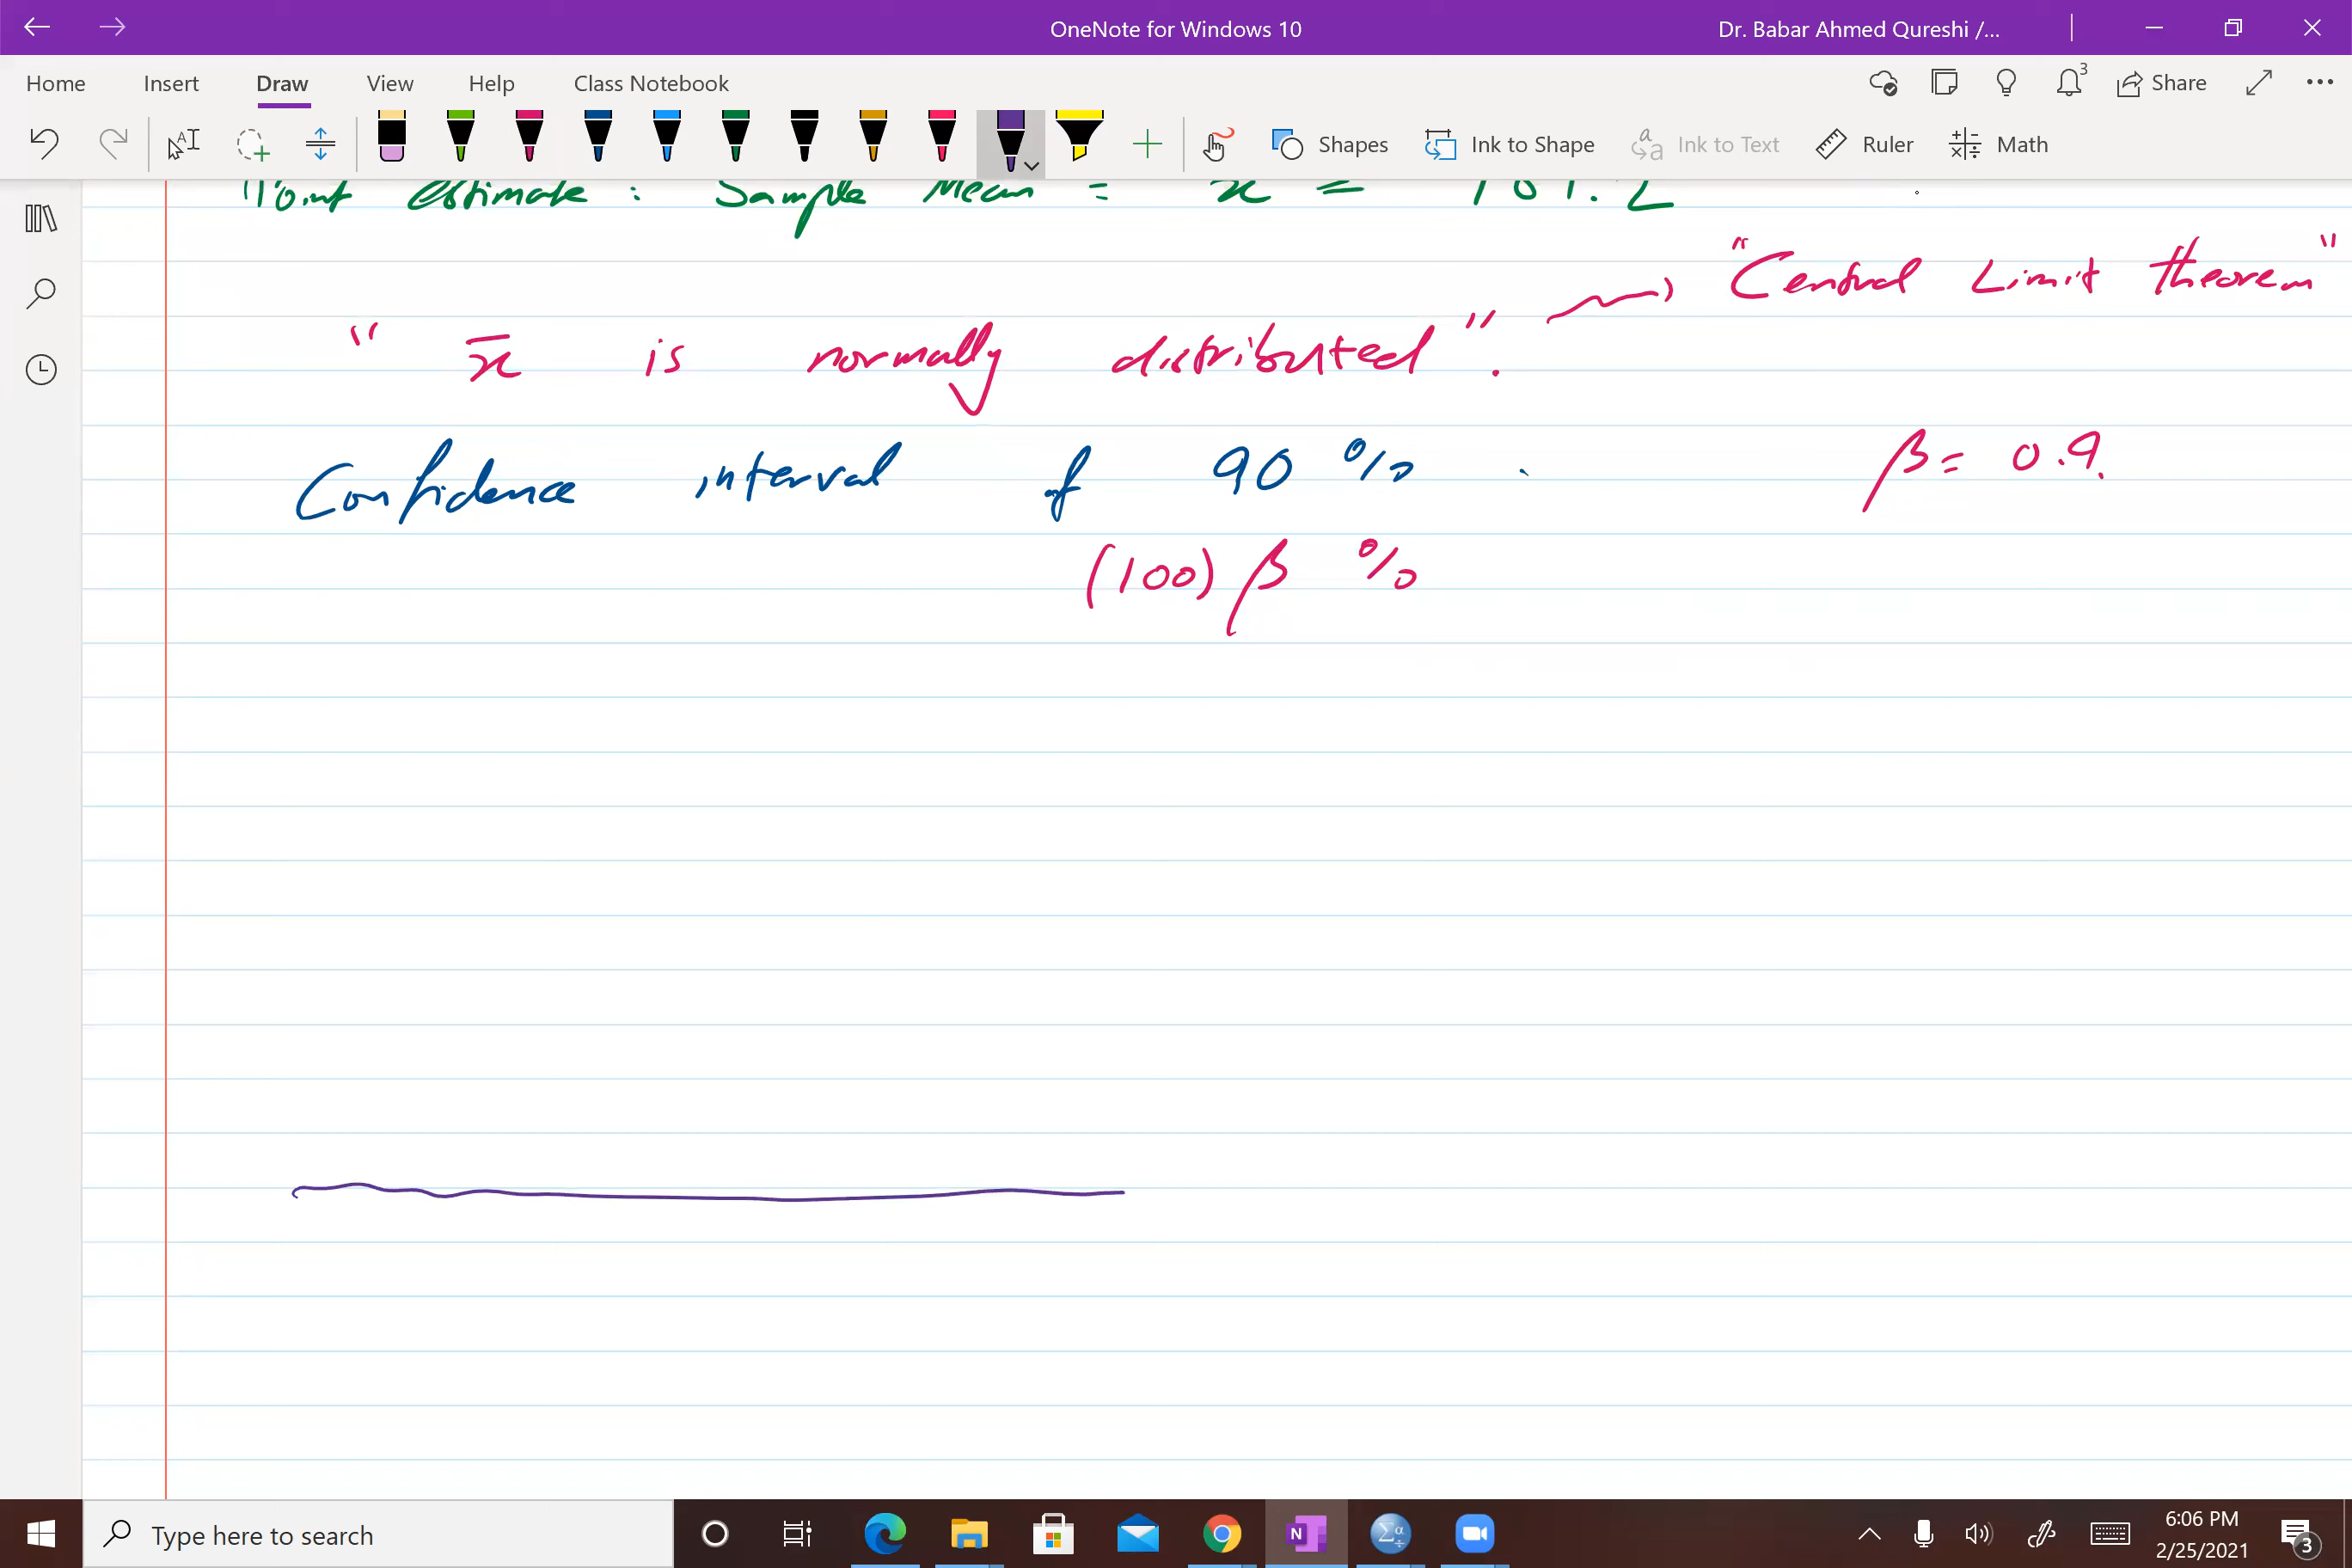 OneNote for Windows 10
Dr. Babar Ahmed Qureshi /...
Home Insert Draw View Help Class Notebook
3
Share
Shapes Ink to Shape Ink to Text Ruler Math
Point estimate : Sample Mean = x̄ =
"Central Limit theorem"
" x̄ is normally distributed".
Confidence interval of 90 %
β = 0.9.
(100) β %
Type here to search
6:06 PM
2/25/2021
3